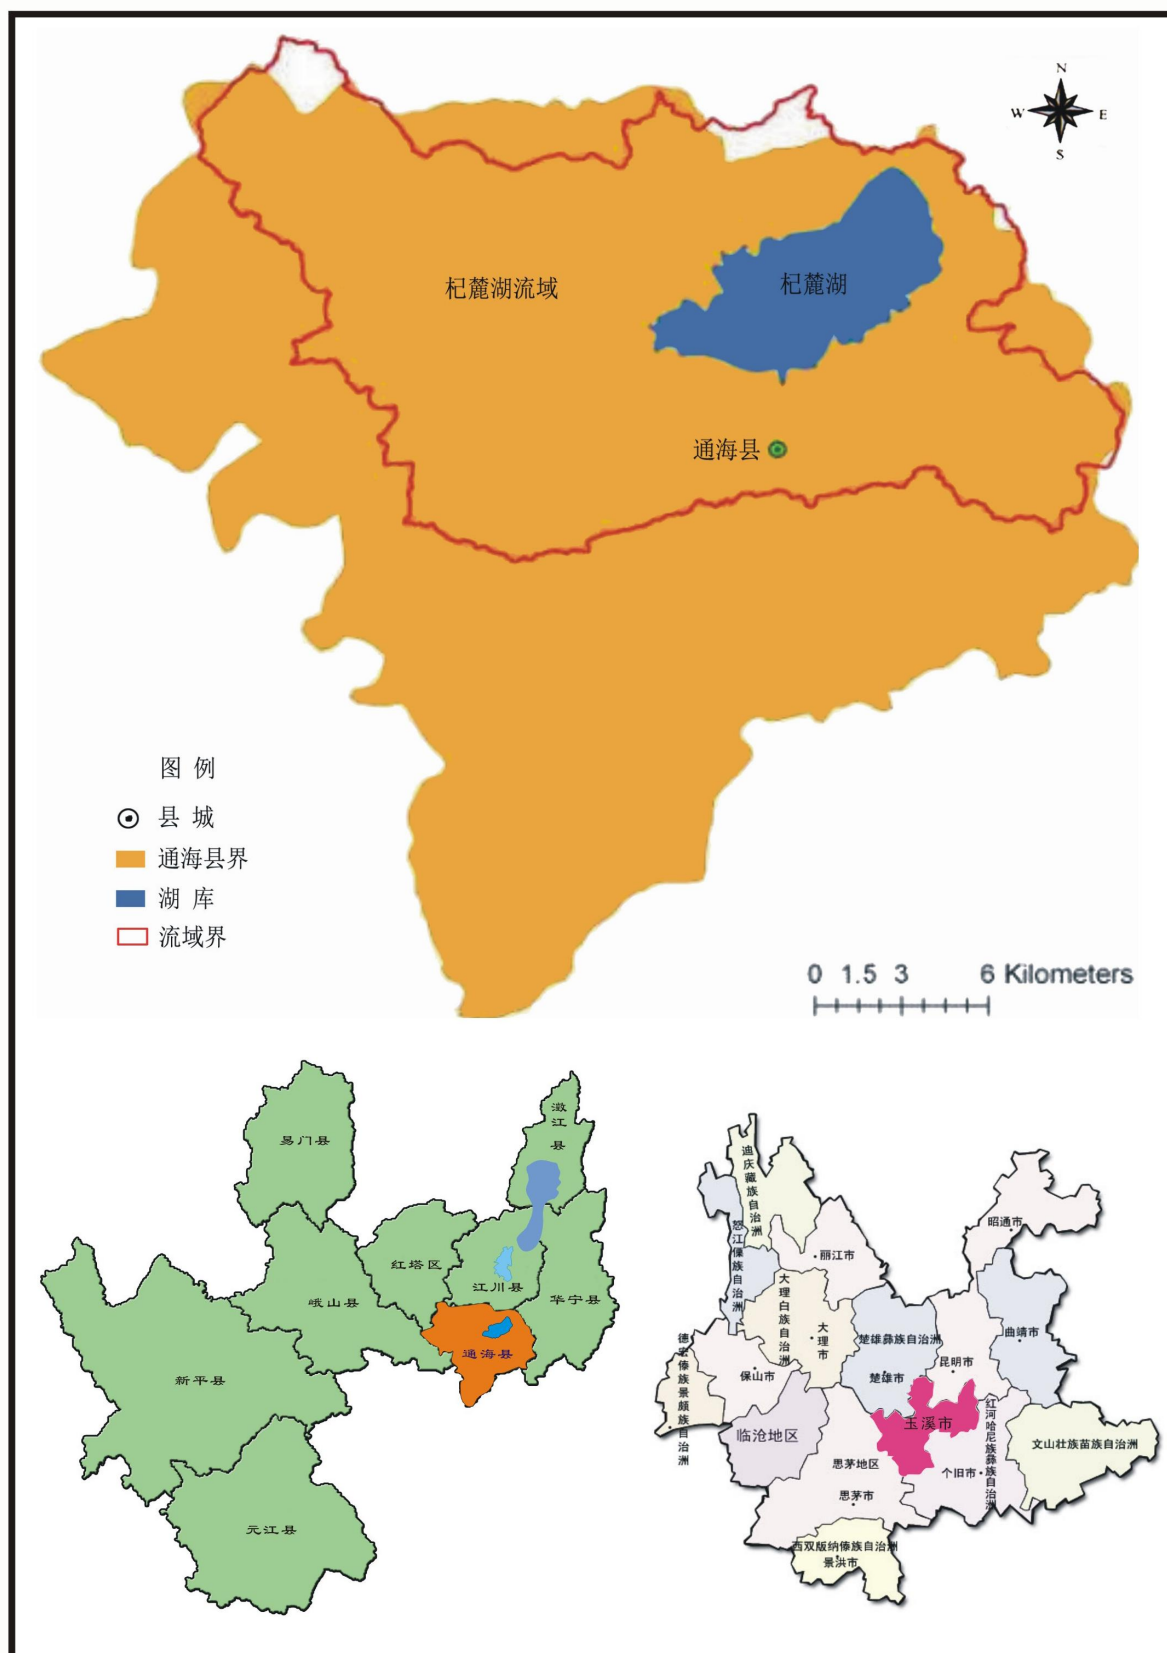 N
W
E
S
杞麓湖流域
杞麓湖
通海县
图 例
县 城
通海县界
湖 库
流域界
0 1.5 3 6 Kilometers
易门县
澂江县
红塔区
江川县
华宁县
峨山县
通海县
新平县
元江县
迪庆藏族自治洲
怒江傈族自治洲
丽江市
昭通市
大理白族自治洲
大理市
楚雄彝族自治洲
楚雄市
昆明市
曲靖市
德宏傣族景颇族自治洲
保山市
临沧地区
玉溪市
红河哈尼族彝族自治洲
文山壮族苗族自治洲
思茅地区
个旧市
思茅市
西双版纳傣族自治洲
景洪市